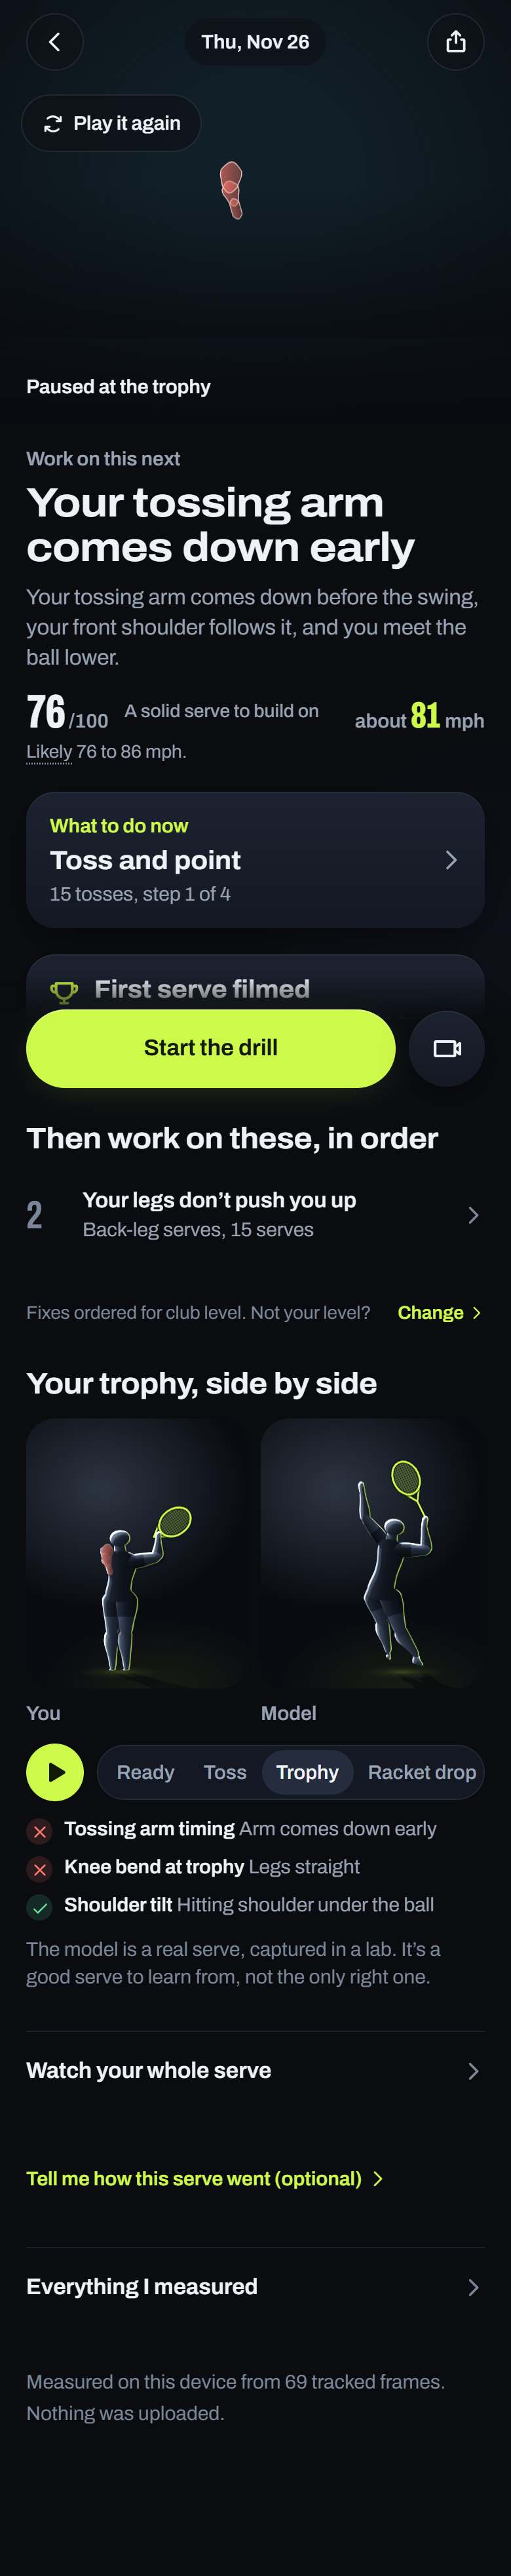 Thu, Nov 26
Play it again
Paused at the trophy
Work on this next
Your tossing arm
comes down early
Your tossing arm comes down before the swing,
your front shoulder follows it, and you meet the
ball lower.
76/100 A solid serve to build on about 81 mph
Likely 76 to 86 mph.
What to do now
Toss and point
15 tosses, step 1 of 4
First serve filmed
Start the drill
Then work on these, in order
2
Your legs don’t push you up
Back-leg serves, 15 serves
Fixes ordered for club level. Not your level? Change
Your trophy, side by side
You Model
Ready Toss Trophy Racket drop
Tossing arm timing Arm comes down early
Knee bend at trophy Legs straight
Shoulder tilt Hitting shoulder under the ball
The model is a real serve, captured in a lab. It’s a
good serve to learn from, not the only right one.
Watch your whole serve
Tell me how this serve went (optional)
Everything I measured
Measured on this device from 69 tracked frames.
Nothing was uploaded.